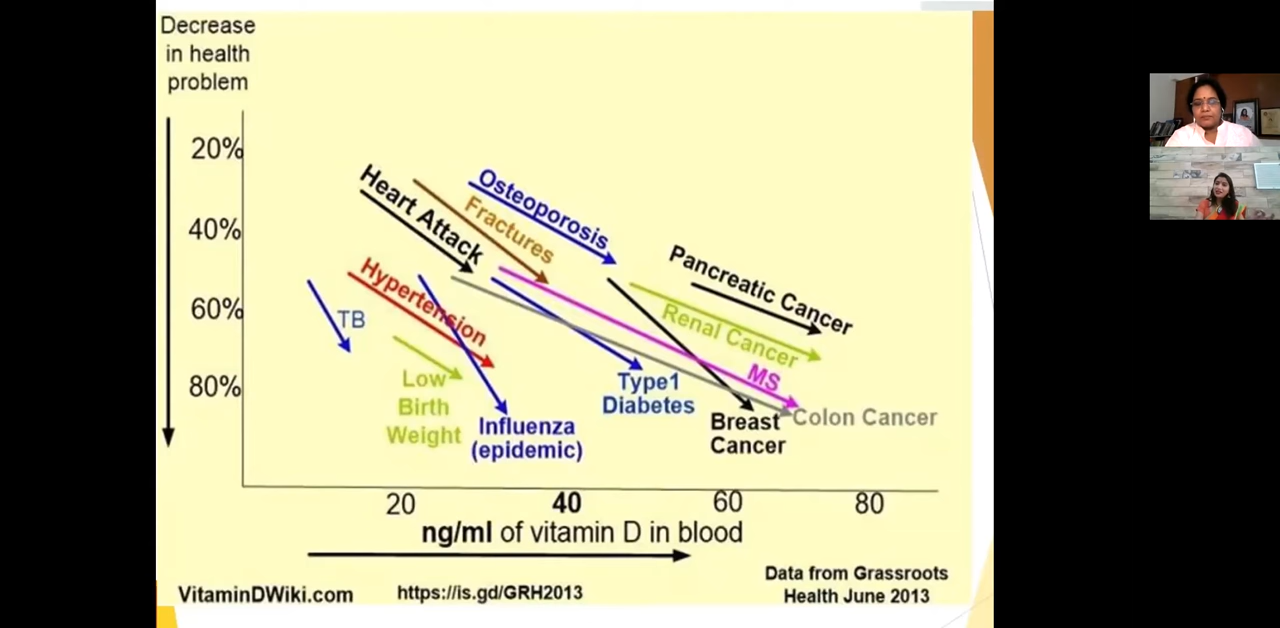 Decrease
in health
problem
20%
40%
60%
80%
Heart Attack
Fractures
Osteoporosis
Pancreatic Cancer
Hypertension
TB
Renal Cancer
Low
Birth
Weight
Influenza
(epidemic)
Type1
Diabetes
MS
Breast
Cancer
Colon Cancer
20 40 60 80
ng/ml of vitamin D in blood
VitaminDWiki.com
https://is.gd/GRH2013
Data from Grassroots
Health June 2013